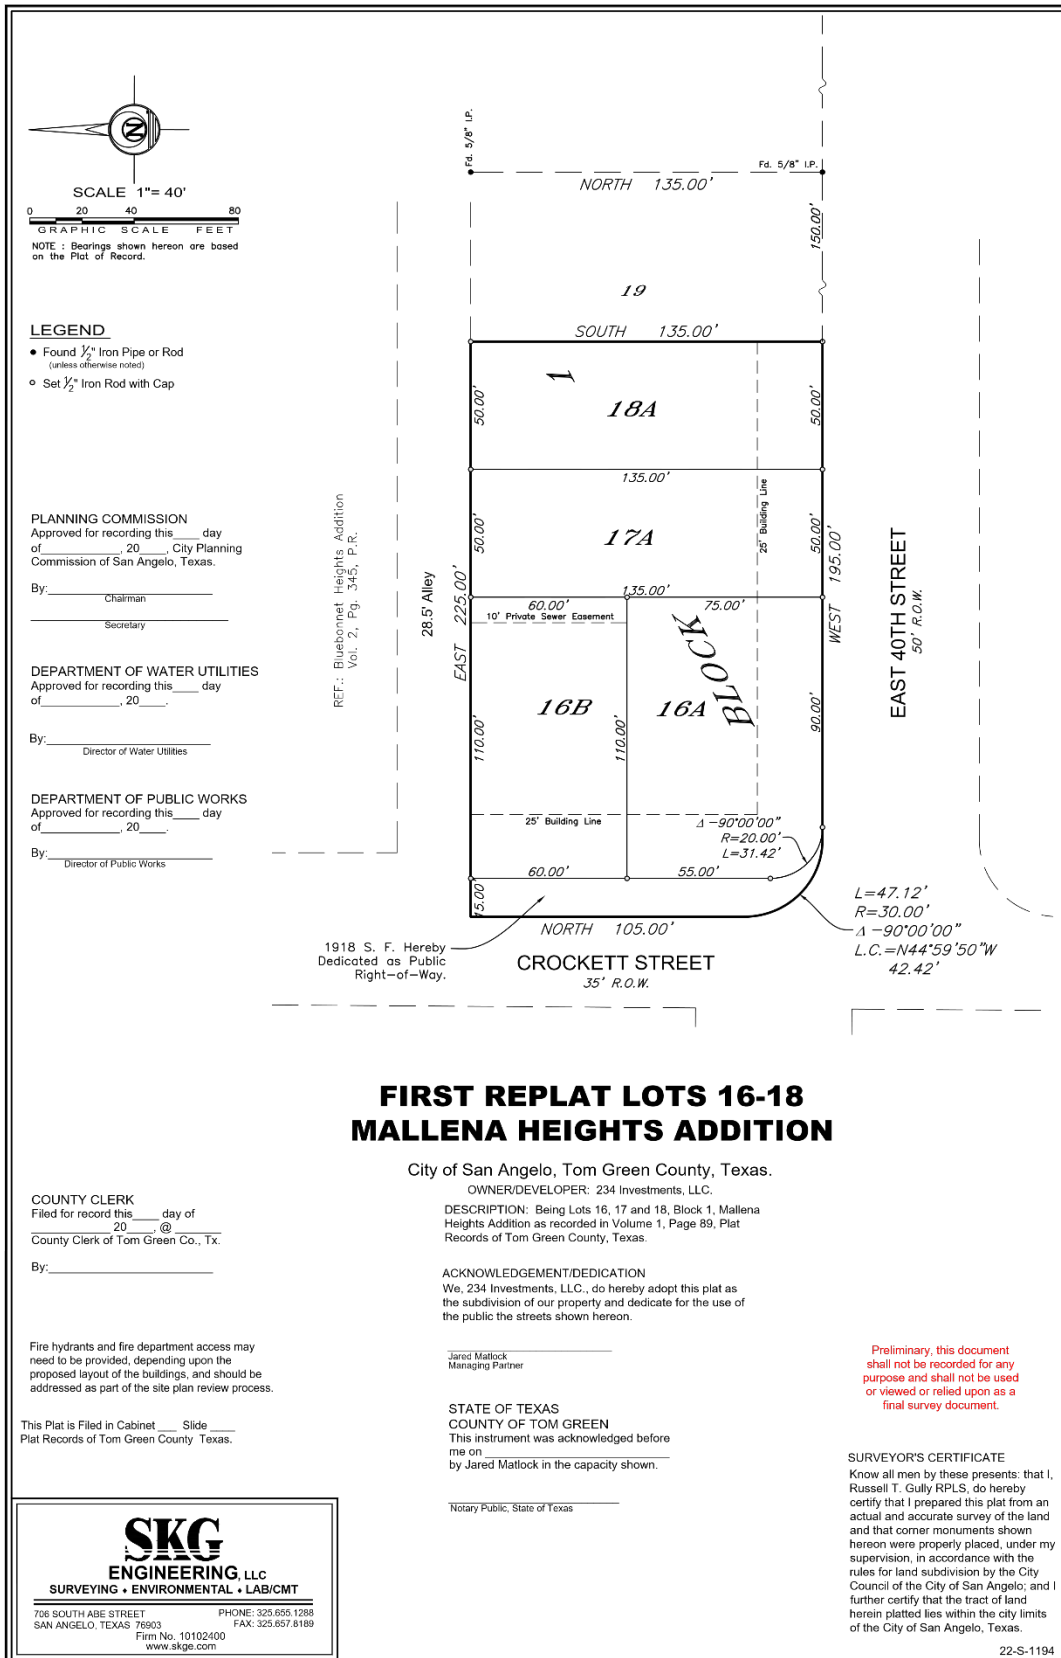 N
SCALE 1"= 40'
0 20 40 80
GRAPHIC SCALE FEET
NOTE : Bearings shown hereon are based
on the Plat of Record.
LEGEND
Found 1/2" Iron Pipe or Rod
(unless otherwise noted)
Set 1/2" Iron Rod with Cap
PLANNING COMMISSION
Approved for recording this____ day
of____________, 20____, City Planning
Commission of San Angelo, Texas.
By:_________________________
Chairman
_________________________
Secretary
DEPARTMENT OF WATER UTILITIES
Approved for recording this____ day
of____________, 20____.
By:_________________________
Director of Water Utilities
DEPARTMENT OF PUBLIC WORKS
Approved for recording this____ day
of____________, 20____.
By:_________________________
Director of Public Works
Fd. 5/8" I.P.
Fd. 5/8" I.P.
NORTH 135.00'
150.00'
19
SOUTH 135.00'
1
18A
50.00'
50.00'
135.00'
17A
50.00'
50.00'
25' Building Line
135.00'
60.00'
75.00'
10' Private Sewer Easement
REF.: Bluebonnet Heights Addition
Vol. 2, Pg. 345, P.R.
28.5' Alley
EAST 225.00'
WEST 195.00'
EAST 40TH STREET
50' R.O.W.
BLOCK
16B
16A
110.00'
110.00'
90.00'
25' Building Line
Δ -90°00'00"
R=20.00'
L=31.42'
60.00'
55.00'
15.00'
NORTH 105.00'
L=47.12'
R=30.00'
Δ -90°00'00"
L.C.=N44°59'50"W
42.42'
1918 S. F. Hereby
Dedicated as Public
Right-of-Way.
CROCKETT STREET
35' R.O.W.
FIRST REPLAT LOTS 16-18
MALLENA HEIGHTS ADDITION
City of San Angelo, Tom Green County, Texas.
OWNER/DEVELOPER: 234 Investments, LLC.
DESCRIPTION: Being Lots 16, 17 and 18, Block 1, Mallena
Heights Addition as recorded in Volume 1, Page 89, Plat
Records of Tom Green County, Texas.
ACKNOWLEDGEMENT/DEDICATION
We, 234 Investments, LLC., do hereby adopt this plat as
the subdivision of our property and dedicate for the use of
the public the streets shown hereon.
Jared Matlock
Managing Partner
STATE OF TEXAS
COUNTY OF TOM GREEN
This instrument was acknowledged before
me on _________________________
by Jared Matlock in the capacity shown.
Notary Public, State of Texas
COUNTY CLERK
Filed for record this____ day of
____________ 20____, @ _______
County Clerk of Tom Green Co., Tx.
By:_________________________
Fire hydrants and fire department access may
need to be provided, depending upon the
proposed layout of the buildings, and should be
addressed as part of the site plan review process.
This Plat is Filed in Cabinet ___ Slide ____
Plat Records of Tom Green County Texas.
Preliminary, this document
shall not be recorded for any
purpose and shall not be used
or viewed or relied upon as a
final survey document.
SURVEYOR'S CERTIFICATE
Know all men by these presents: that I,
Russell T. Gully RPLS, do hereby
certify that I prepared this plat from an
actual and accurate survey of the land
and that corner monuments shown
hereon were properly placed, under my
supervision, in accordance with the
rules for land subdivision by the City
Council of the City of San Angelo; and I
further certify that the tract of land
herein platted lies within the city limits
of the City of San Angelo, Texas.
22-S-1194
SKG
ENGINEERING, LLC
SURVEYING ♦ ENVIRONMENTAL ♦ LAB/CMT
706 SOUTH ABE STREET PHONE: 325.655.1288
SAN ANGELO, TEXAS 76903 FAX: 325.657.8189
Firm No. 10102400
www.skge.com